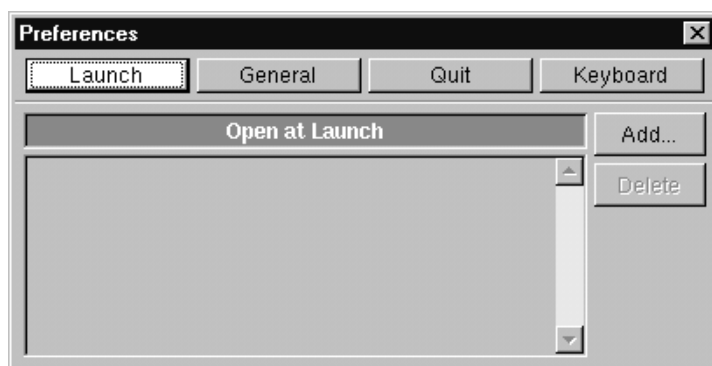 Preferences
Launch General Quit Keyboard
Open at Launch Add...
Delete